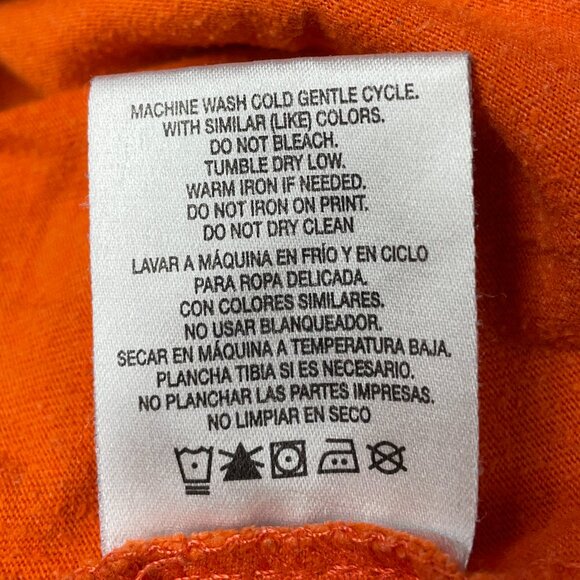 MACHINE WASH COLD GENTLE CYCLE.
WITH SIMILAR (LIKE) COLORS.
DO NOT BLEACH.
TUMBLE DRY LOW.
WARM IRON IF NEEDED.
DO NOT IRON ON PRINT.
DO NOT DRY CLEAN
LAVAR A MÁQUINA EN FRÍO Y EN CICLO
PARA ROPA DELICADA.
CON COLORES SIMILARES.
NO USAR BLANQUEADOR.
SECAR EN MÁQUINA A TEMPERATURA BAJA.
PLANCHA TIBIA SI ES NECESARIO.
NO PLANCHAR LAS PARTES IMPRESAS.
NO LIMPIAR EN SECO